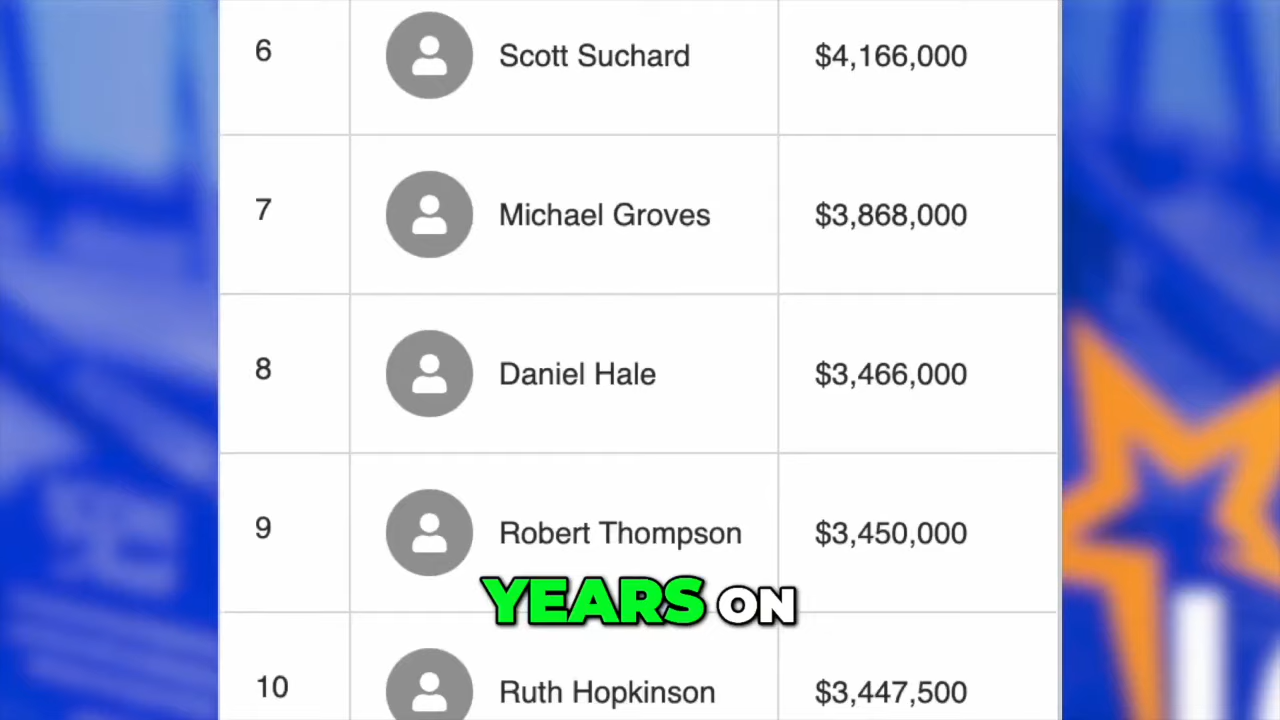 6 Scott Suchard $4,166,000
7 Michael Groves $3,868,000
8 Daniel Hale $3,466,000
9 Robert Thompson $3,450,000
YEARS ON
10 Ruth Hopkinson $3,447,500